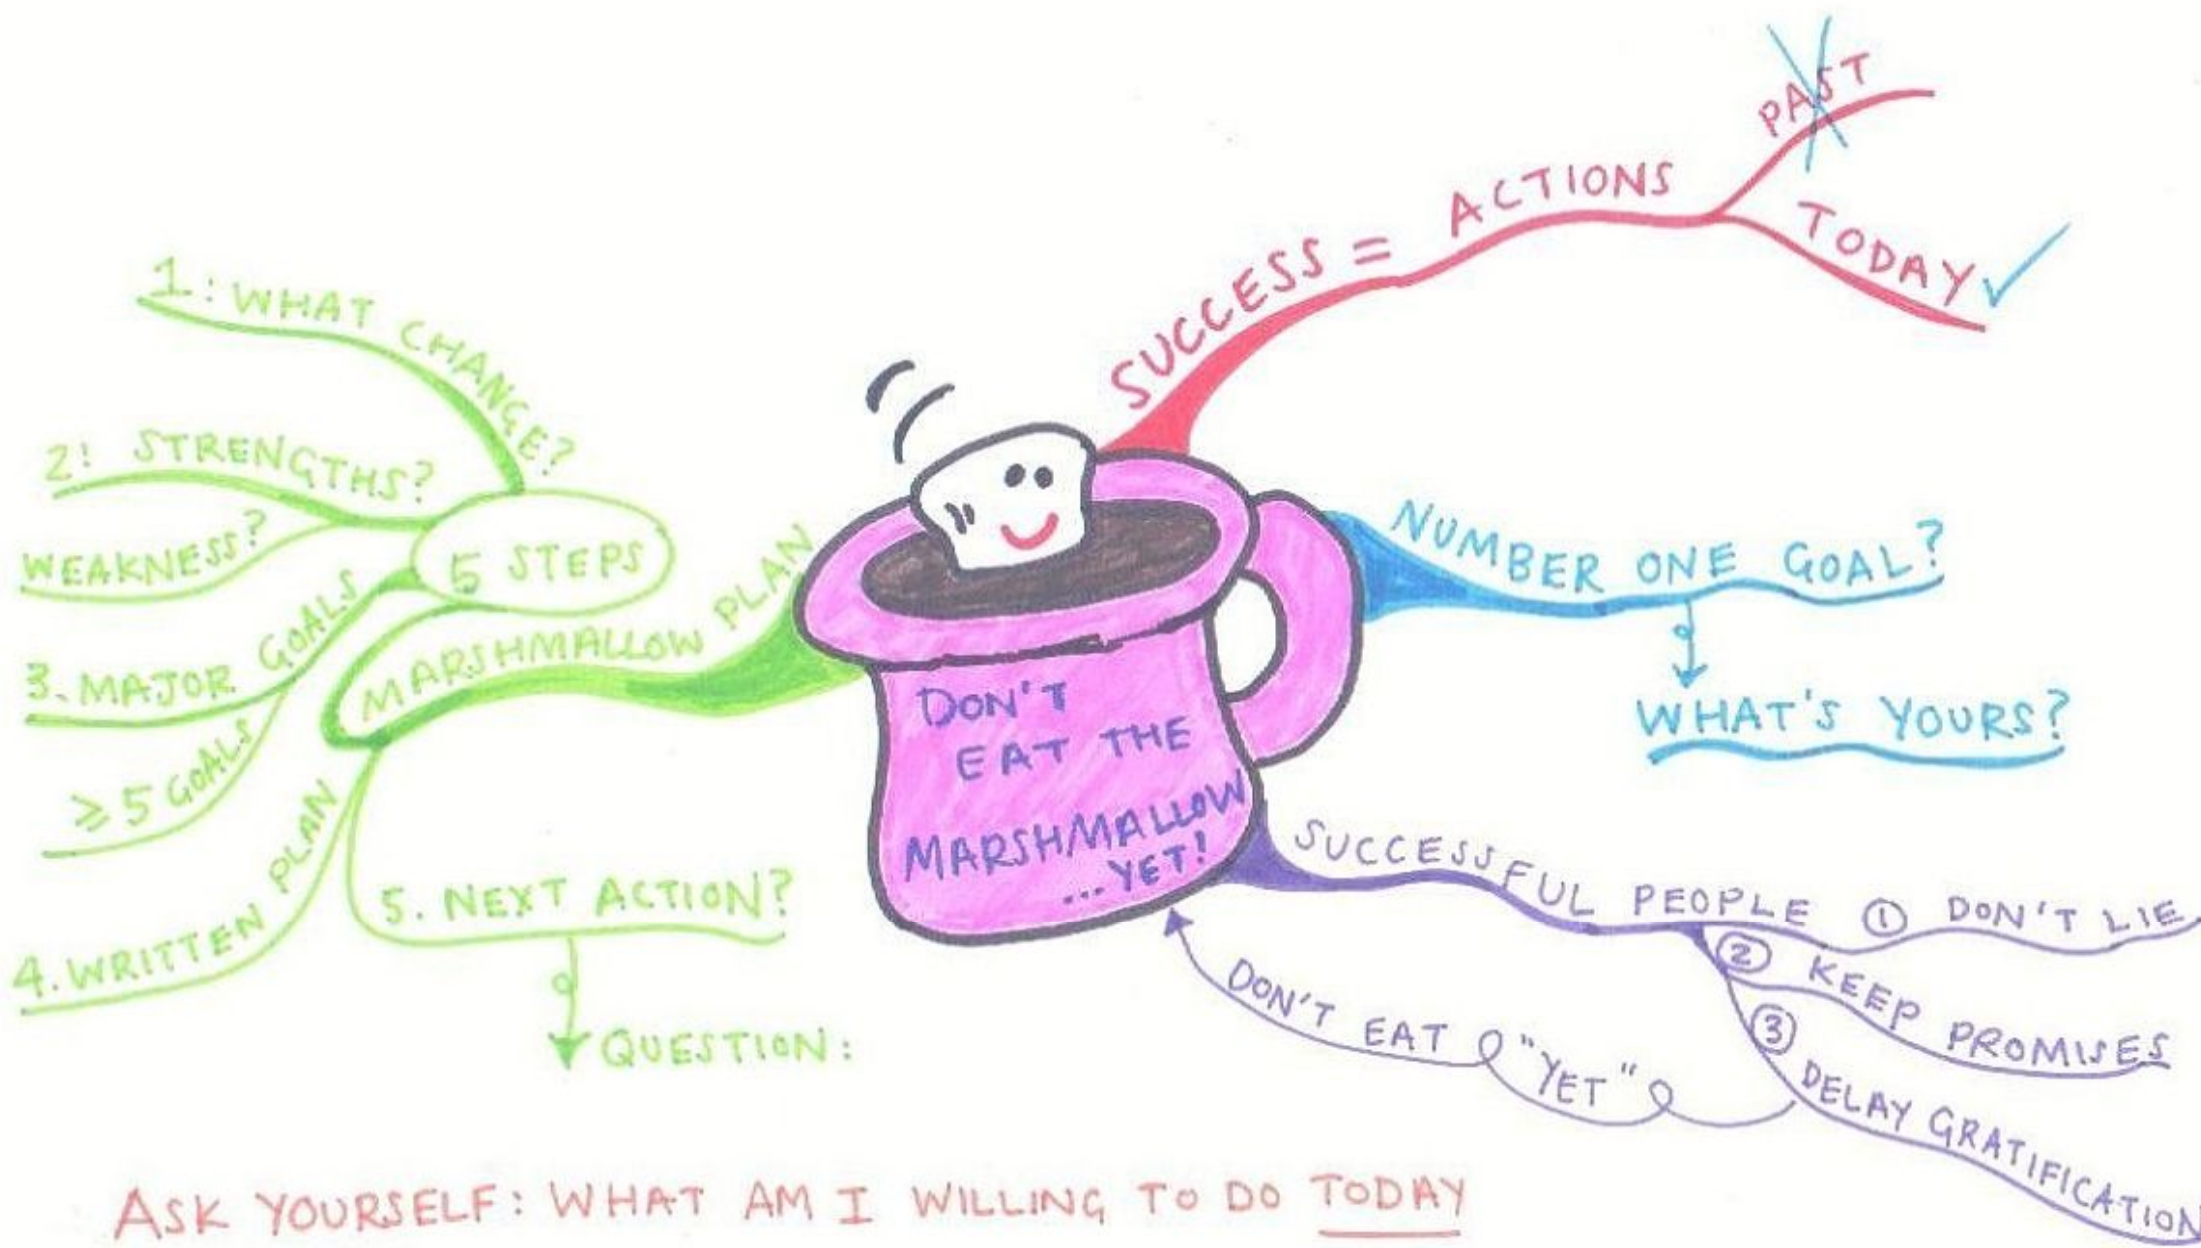 DON'T
EAT THE
MARSHMALLOW
...YET!
SUCCESS = ACTIONS
PAST
TODAY
NUMBER ONE GOAL?
WHAT'S YOURS?
SUCCESSFUL PEOPLE
① DON'T LIE
② KEEP PROMISES
③ DELAY GRATIFICATION
"YET"
DON'T EAT
MARSHMALLOW PLAN
5 STEPS
1: WHAT CHANGE?
2! STRENGTHS?
WEAKNESS?
3. MAJOR GOALS
≥ 5 GOALS
4. WRITTEN PLAN
5. NEXT ACTION?
QUESTION:
ASK YOURSELF: WHAT AM I WILLING TO DO TODAY